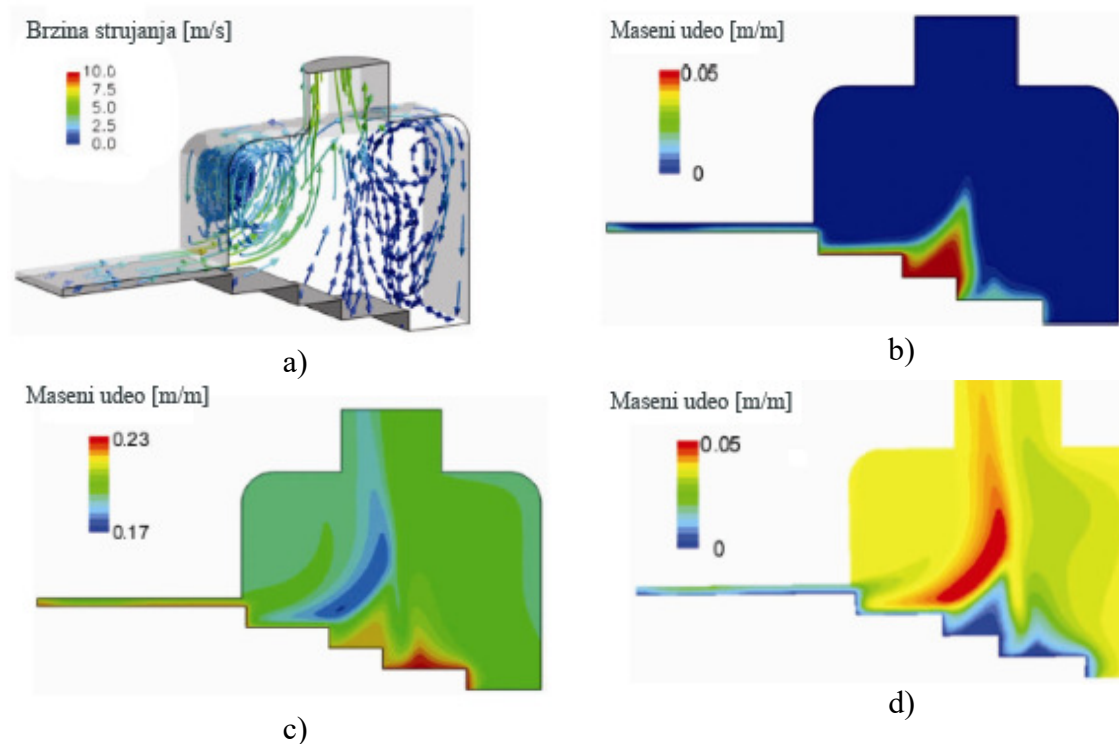 Brzina strujanja [m/s]
10.0
7.5
5.0
2.5
0.0
a)
Maseni udeo [m/m]
0.05
0
b)
Maseni udeo [m/m]
0.23
0.17
c)
Maseni udeo [m/m]
0.05
0
d)